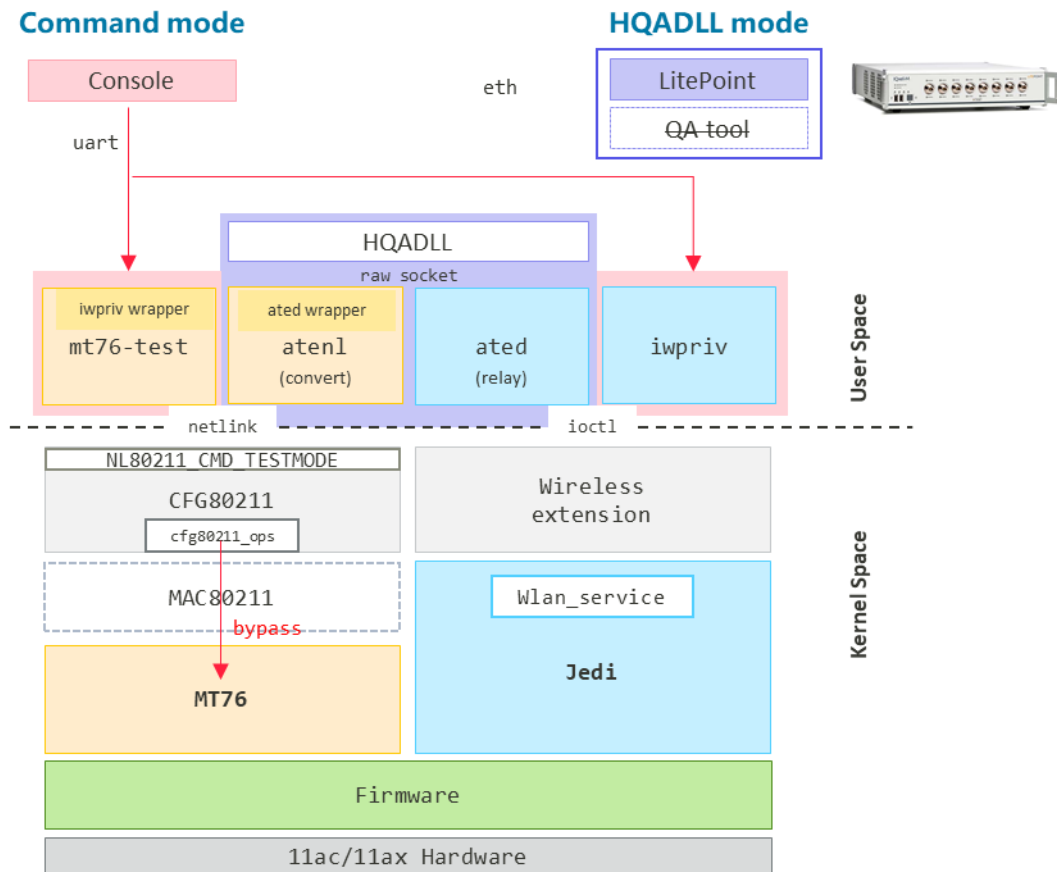 Command mode
HQADLL mode
Console
eth
LitePoint
QA tool
uart
HQADLL
raw socket
iwpriv wrapper
mt76-test
ated wrapper
atenl
(convert)
ated
(relay)
iwpriv
User Space
netlink
ioctl
NL80211_CMD_TESTMODE
CFG80211
cfg80211_ops
Wireless
extension
MAC80211
bypass
MT76
Wlan_service
Jedi
Kernel Space
Firmware
11ac/11ax Hardware